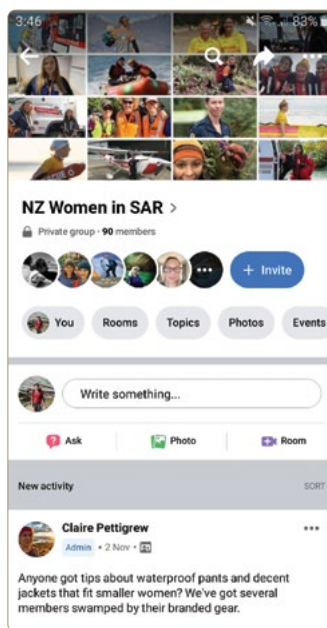 3:46 83%
NZ Women in SAR >
Private group · 90 members
+ Invite
You Rooms Topics Photos Events
Write something...
Ask Photo Room
New activity SORT
Claire Pettigrew
Admin • 2 Nov •
Anyone got tips about waterproof pants and decent
jackets that fit smaller women? We've got several
members swamped by their branded gear.